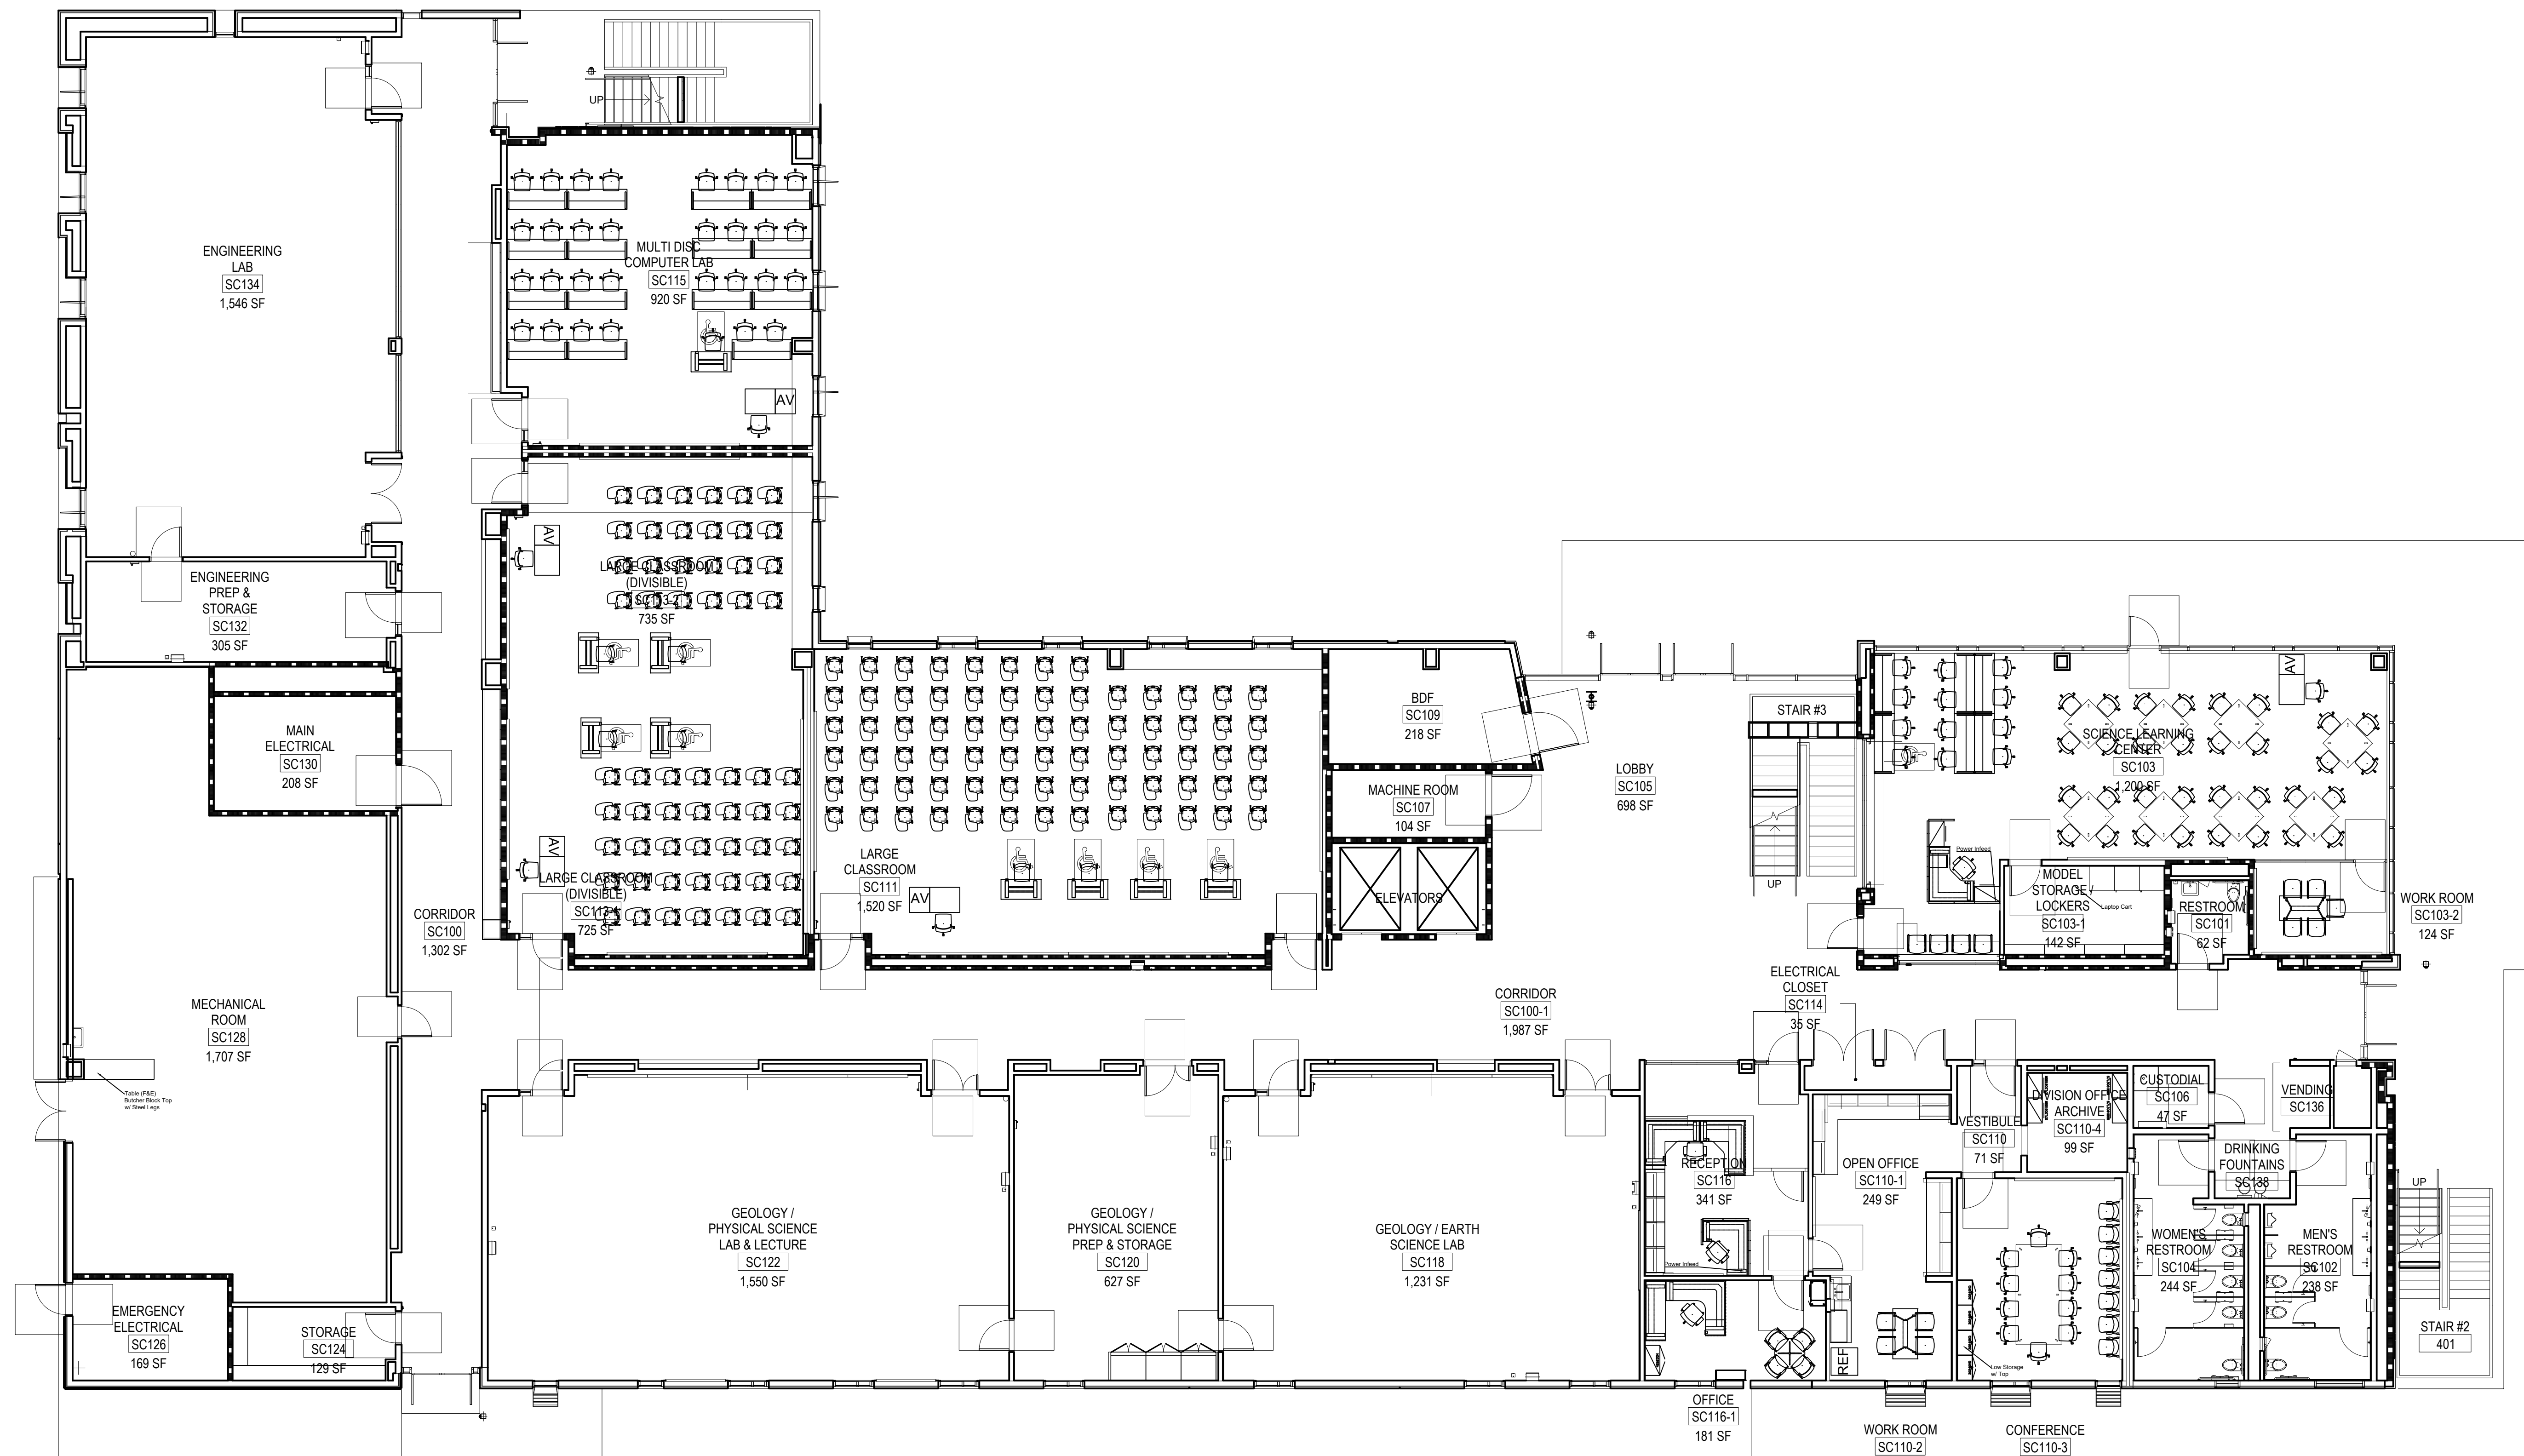 UP
ENGINEERING
LAB
SC134
1,546 SF
MULTI DISC
COMPUTER LAB
SC115
920 SF
AV
ENGINEERING
PREP &
STORAGE
SC132
305 SF
AV
LARGE CLASSROOM
(DIVISIBLE)
SC113-2
735 SF
MAIN
ELECTRICAL
SC130
208 SF
BDF
SC109
218 SF
STAIR #3
AV
SCIENCE LEARNING
CENTER
SC103
1,200 SF
LOBBY
SC105
698 SF
MACHINE ROOM
SC107
104 SF
UP
Power Infeed
AV
LARGE CLASSROOM
(DIVISIBLE)
SC113-1
725 SF
LARGE
CLASSROOM
SC111
1,520 SF
AV
ELEVATORS
MODEL
STORAGE /
LOCKERS
SC103-1
142 SF
Laptop Cart
RESTROOM
SC101
62 SF
WORK ROOM
SC103-2
124 SF
CORRIDOR
SC100
1,302 SF
MECHANICAL
ROOM
SC128
1,707 SF
Table (F&E)
Butcher Block Top
w/ Steel Legs
CORRIDOR
SC100-1
1,987 SF
ELECTRICAL
CLOSET
SC114
35 SF
CUSTODIAL
SC106
47 SF
VENDING
SC136
DIVISION OFFICE
ARCHIVE
SC110-4
99 SF
VESTIBULE
SC110
71 SF
OPEN OFFICE
SC110-1
249 SF
RECEPTION
SC116
341 SF
Power Infeed
DRINKING
FOUNTAINS
SC138
UP
GEOLOGY /
PHYSICAL SCIENCE
LAB & LECTURE
SC122
1,550 SF
GEOLOGY /
PHYSICAL SCIENCE
PREP & STORAGE
SC120
627 SF
GEOLOGY / EARTH
SCIENCE LAB
SC118
1,231 SF
WOMEN'S
RESTROOM
SC104
244 SF
MEN'S
RESTROOM
SC102
238 SF
STAIR #2
401
EMERGENCY
ELECTRICAL
SC126
169 SF
STORAGE
SC124
129 SF
REF
Low Storage
w/ Top
OFFICE
SC116-1
181 SF
WORK ROOM
SC110-2
CONFERENCE
SC110-3